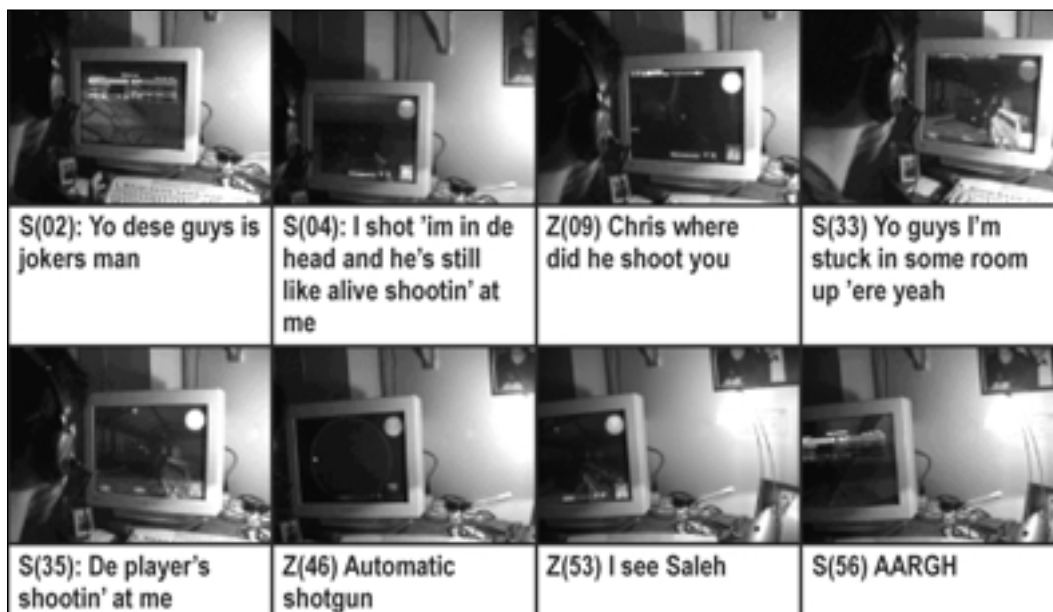 S(02): Yo dese guys is
jokers man
S(04): I shot ’im in de
head and he’s still
like alive shootin’ at
me
Z(09) Chris where
did he shoot you
S(33) Yo guys I’m
stuck in some room
up ’ere yeah
S(35): De player’s
shootin’ at me
Z(46) Automatic
shotgun
Z(53) I see Saleh
S(56) AARGH